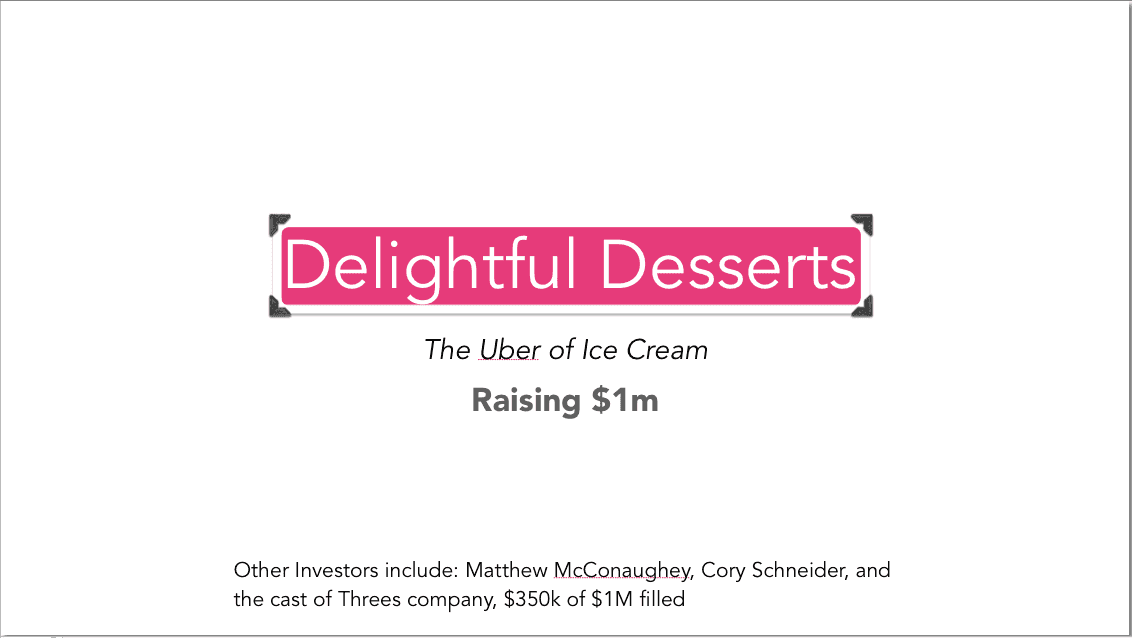 Delightful Desserts
The Uber of Ice Cream
Raising $1m
Other Investors include: Matthew McConaughey, Cory Schneider, and
the cast of Threes company, $350k of $1M filled